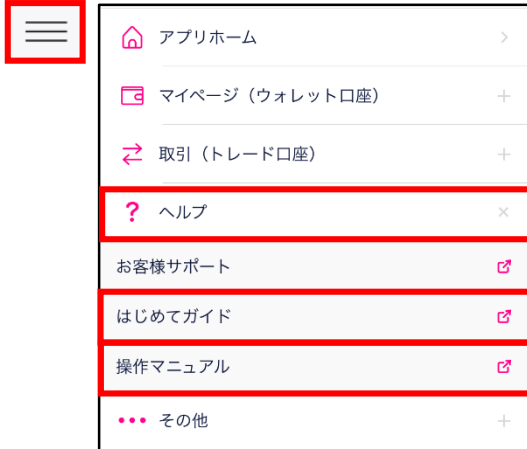 アプリホーム
マイページ（ウォレット口座）
取引（トレード口座）
ヘルプ
お客様サポート
はじめてガイド
操作マニュアル
その他